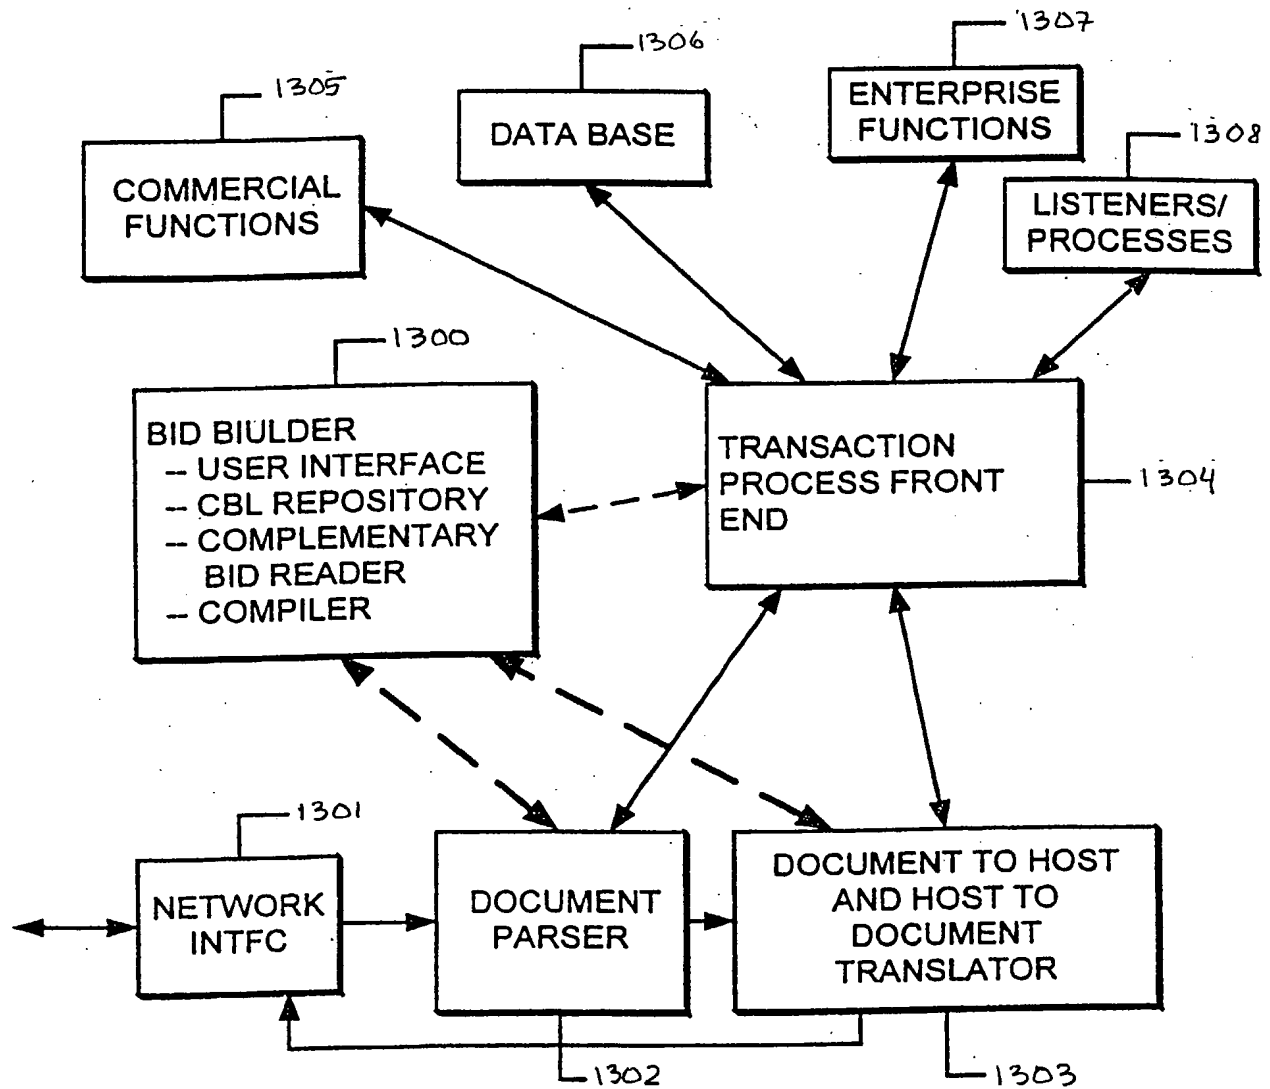 1307
1306
ENTERPRISE
FUNCTIONS
1305
DATA BASE
1308
COMMERCIAL
FUNCTIONS
LISTENERS/
PROCESSES
1300
BID BIULDER
– USER INTERFACE
– CBL REPOSITORY
– COMPLEMENTARY
BID READER
– COMPILER
TRANSACTION
PROCESS FRONT
END
1304
1301
NETWORK
INTFC
DOCUMENT
PARSER
DOCUMENT TO HOST
AND HOST TO
DOCUMENT
TRANSLATOR
1302
1303